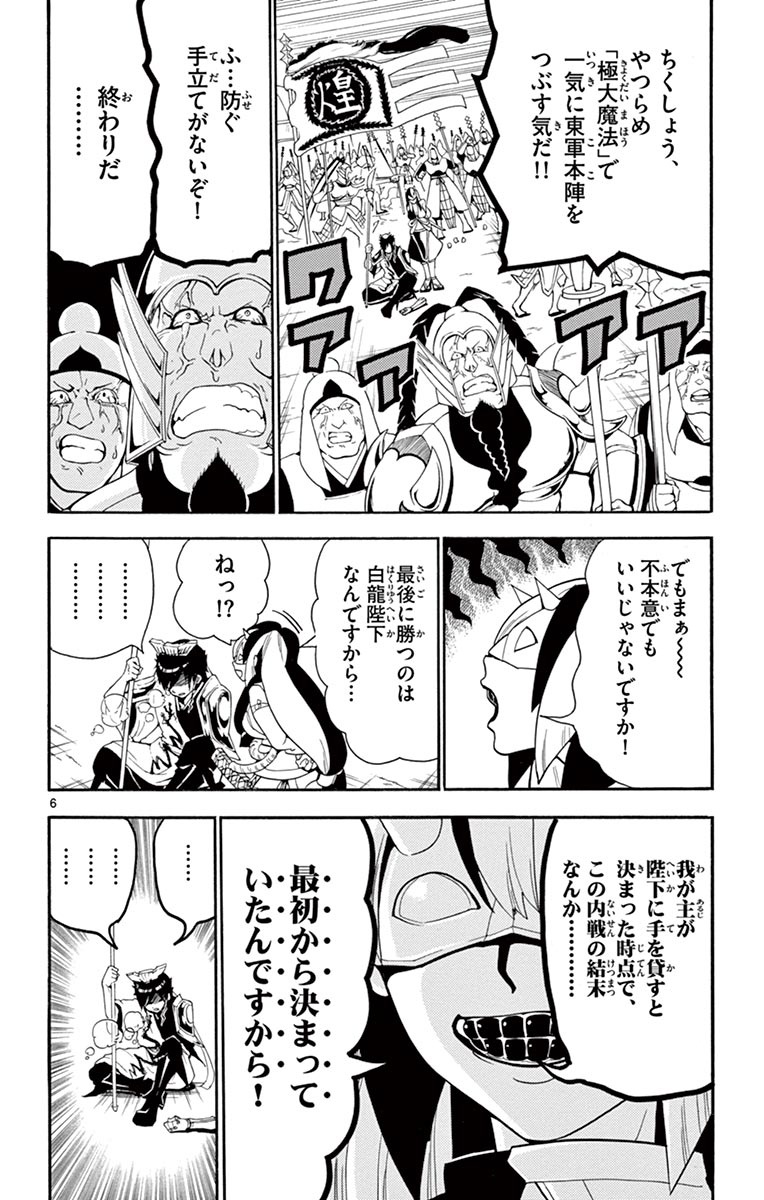 ちくしょう、
やつらめ
「極大魔法」で
一気に東軍本陣を
つぶす気だ!!
煌
ワアアア
ふ…防ぐ
手立てがないぞ！
終わりだ
………
でもまぁ〜〜〜
不本意でも
いいじゃないですか！
最後に勝つのは
白龍陛下
なんですから…
ねっ!?
………
………
6
我が主が
陛下に手を貸すと
決まった時点で、
この内戦の結末
なんか………
最初から決まって
いたんですから！
………
………